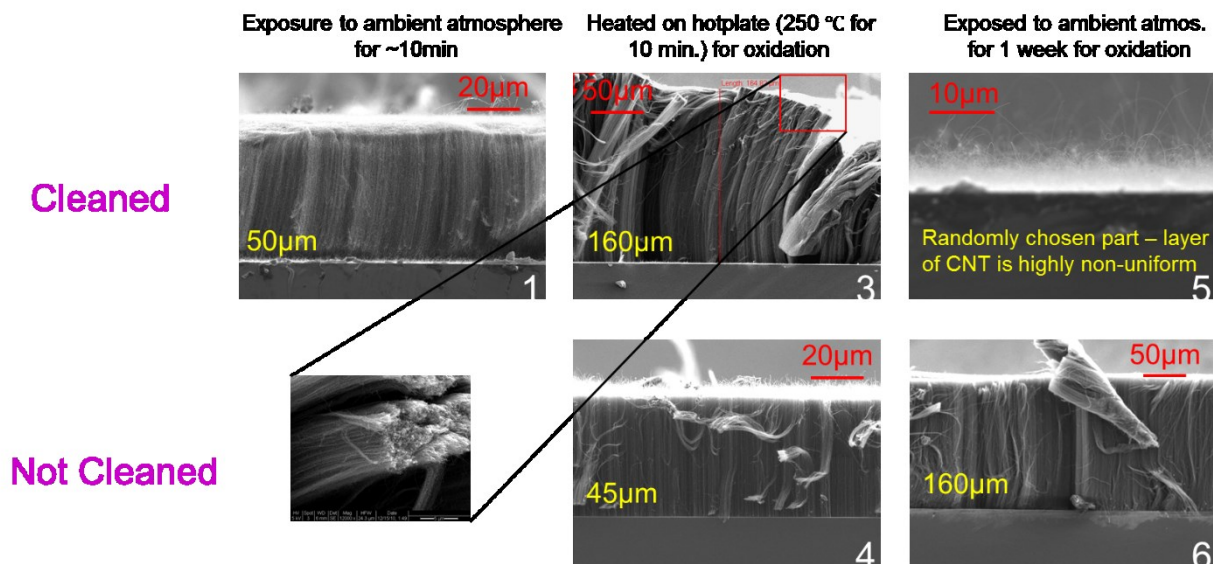 Exposure to ambient atmosphere
for ~10min
Heated on hotplate (250 ℃ for
10 min.) for oxidation
Exposed to ambient atmos.
for 1 week for oxidation
Cleaned
20μm
50μm
1
50μm
160μm
3
10μm
Randomly chosen part – layer
of CNT is highly non-uniform
5
Not Cleaned
20μm
45μm
4
50μm
160μm
6